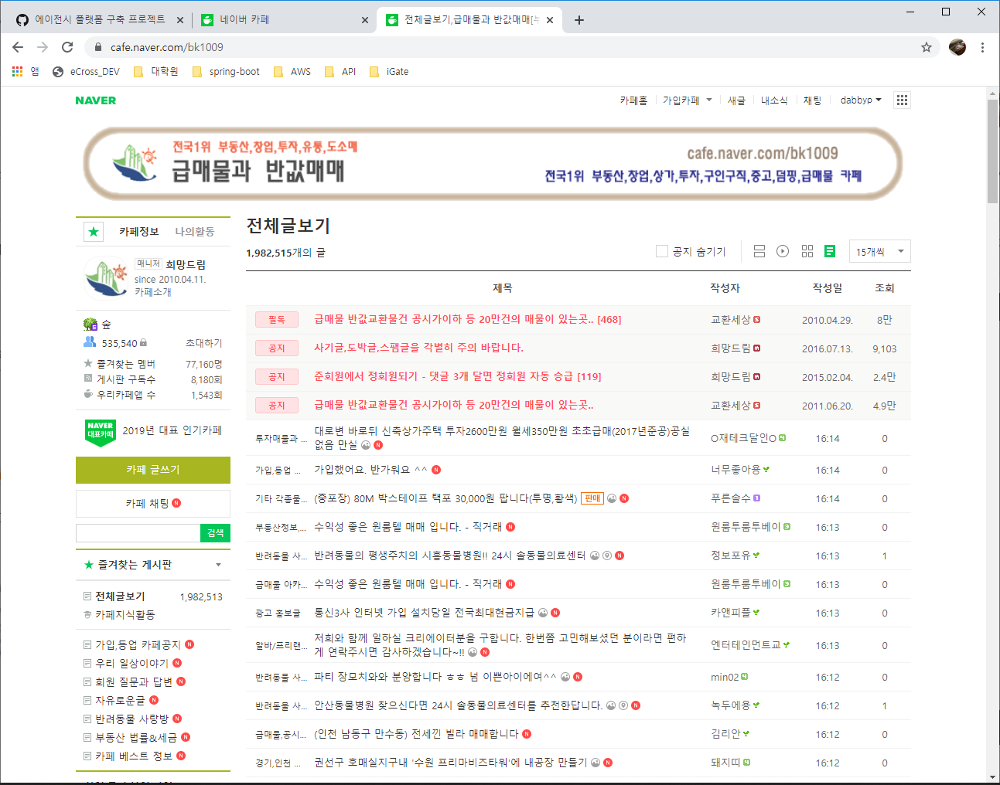 에이전시 플랫폼 구축 프로젝트
네이버 카페
전체글보기,급매물과 반값매매
cafe.naver.com/bk1009
앱 eCross_DEV 대학원 spring-boot AWS API iGate
NAVER
카페홈 가입카페 새글 내소식 채팅 dabbyp
전국1위 부동산,창업,투자,유통,도소매
급매물과 반값매매
cafe.naver.com/bk1009
전국1위 부동산,창업,상가,투자,구인구직,중고,덤핑,급매물 카페
카페정보 나의활동
매니저 희망드림
since 2010.04.11.
카페소개
숲
535,540 초대하기
즐겨찾는 멤버 77,160명
게시판 구독수 8,180회
우리카페앱 수 1,543회
NAVER
대표카페
2019년 대표 인기카페
카페 글쓰기
카페 채팅 N
검색
즐겨찾는 게시판
전체글보기 1,982,513
카페지식활동
가입,등업 카페공지 N
우리 일상이야기 N
회원 질문과 답변 N
자유로운글 N
반려동물 사랑방 N
부동산 법률&세금 N
카페 베스트 정보 N
전체글보기
1,982,515개의 글
공지 숨기기 15개씩
제목 작성자 작성일 조회
필독 급매물 반값교환물건 공시가이하 등 20만건의 매물이 있는곳.. [468] 교환세상 S 2010.04.29. 8만
공지 사기글,도박글,스팸글을 각별히 주의 바랍니다. 희망드림 M 2016.07.13. 9,103
공지 준회원에서 정회원되기 - 댓글 3개 달면 정회원 자동 승급 [119] 희망드림 M 2015.02.04. 2.4만
공지 급매물 반값교환물건 공시가이하 등 20만건의 매물이 있는곳.. 교환세상 S 2011.06.20. 4.9만
투자매물과 ... 대로변 바로뒤 신축상가주택 투자2600만원 월세350만원 초초급매(2017년준공)공실
없음 만실 N O재테크달인O 4 16:14 0
가입,등업 ... 가입했어요. 반가워요 ^^ N 너무좋아용 16:14 0
기타 각종물... (중포장) 80M 박스테이프 택포 30,000원 팝니다(투명,황색) 판매 N 푸른솔수 1 16:14 0
부동산정보,... 수익성 좋은 원룸텔 매매 입니다. - 직거래 N 원룸투룸투베이 3 16:13 0
반려동물 사... 반려동물의 평생주치의 시흥동물병원!! 24시 솔동물의료센터 N 정보포유 16:13 1
급매물 아카... 수익성 좋은 원룸텔 매매 입니다. - 직거래 N 원룸투룸투베이 3 16:13 0
광고 홍보글 통신3사 인터넷 가입 설치당일 전국최대현금지급 N 카앤피플 16:13 0
알바/프리랜... 저희와 함께 일하실 크리에이터분을 구합니다. 한번쯤 고민해보셨던 분이라면 편하
게 연락주시면 감사하겠습니다~!! N 엔터테인먼트교 16:13 0
반려동물 사... 파티 장모치와와 분양합니다 ㅎㅎ 넘 이쁜아이에여^^ N min02 4 16:12 0
반려동물 사... 안산동물병원 찾으신다면 24시 솔동물의료센터를 추천한답니다. N 녹두에용 16:12 1
급매물,공시... (인천 남동구 만수동) 전세낀 빌라 매매합니다 N 김리안 16:12 0
경기,인천 ... 권선구 호매실지구내 '수원 프리마비즈타워'에 내공장 만들기 N 돼지띠 4 16:12 0